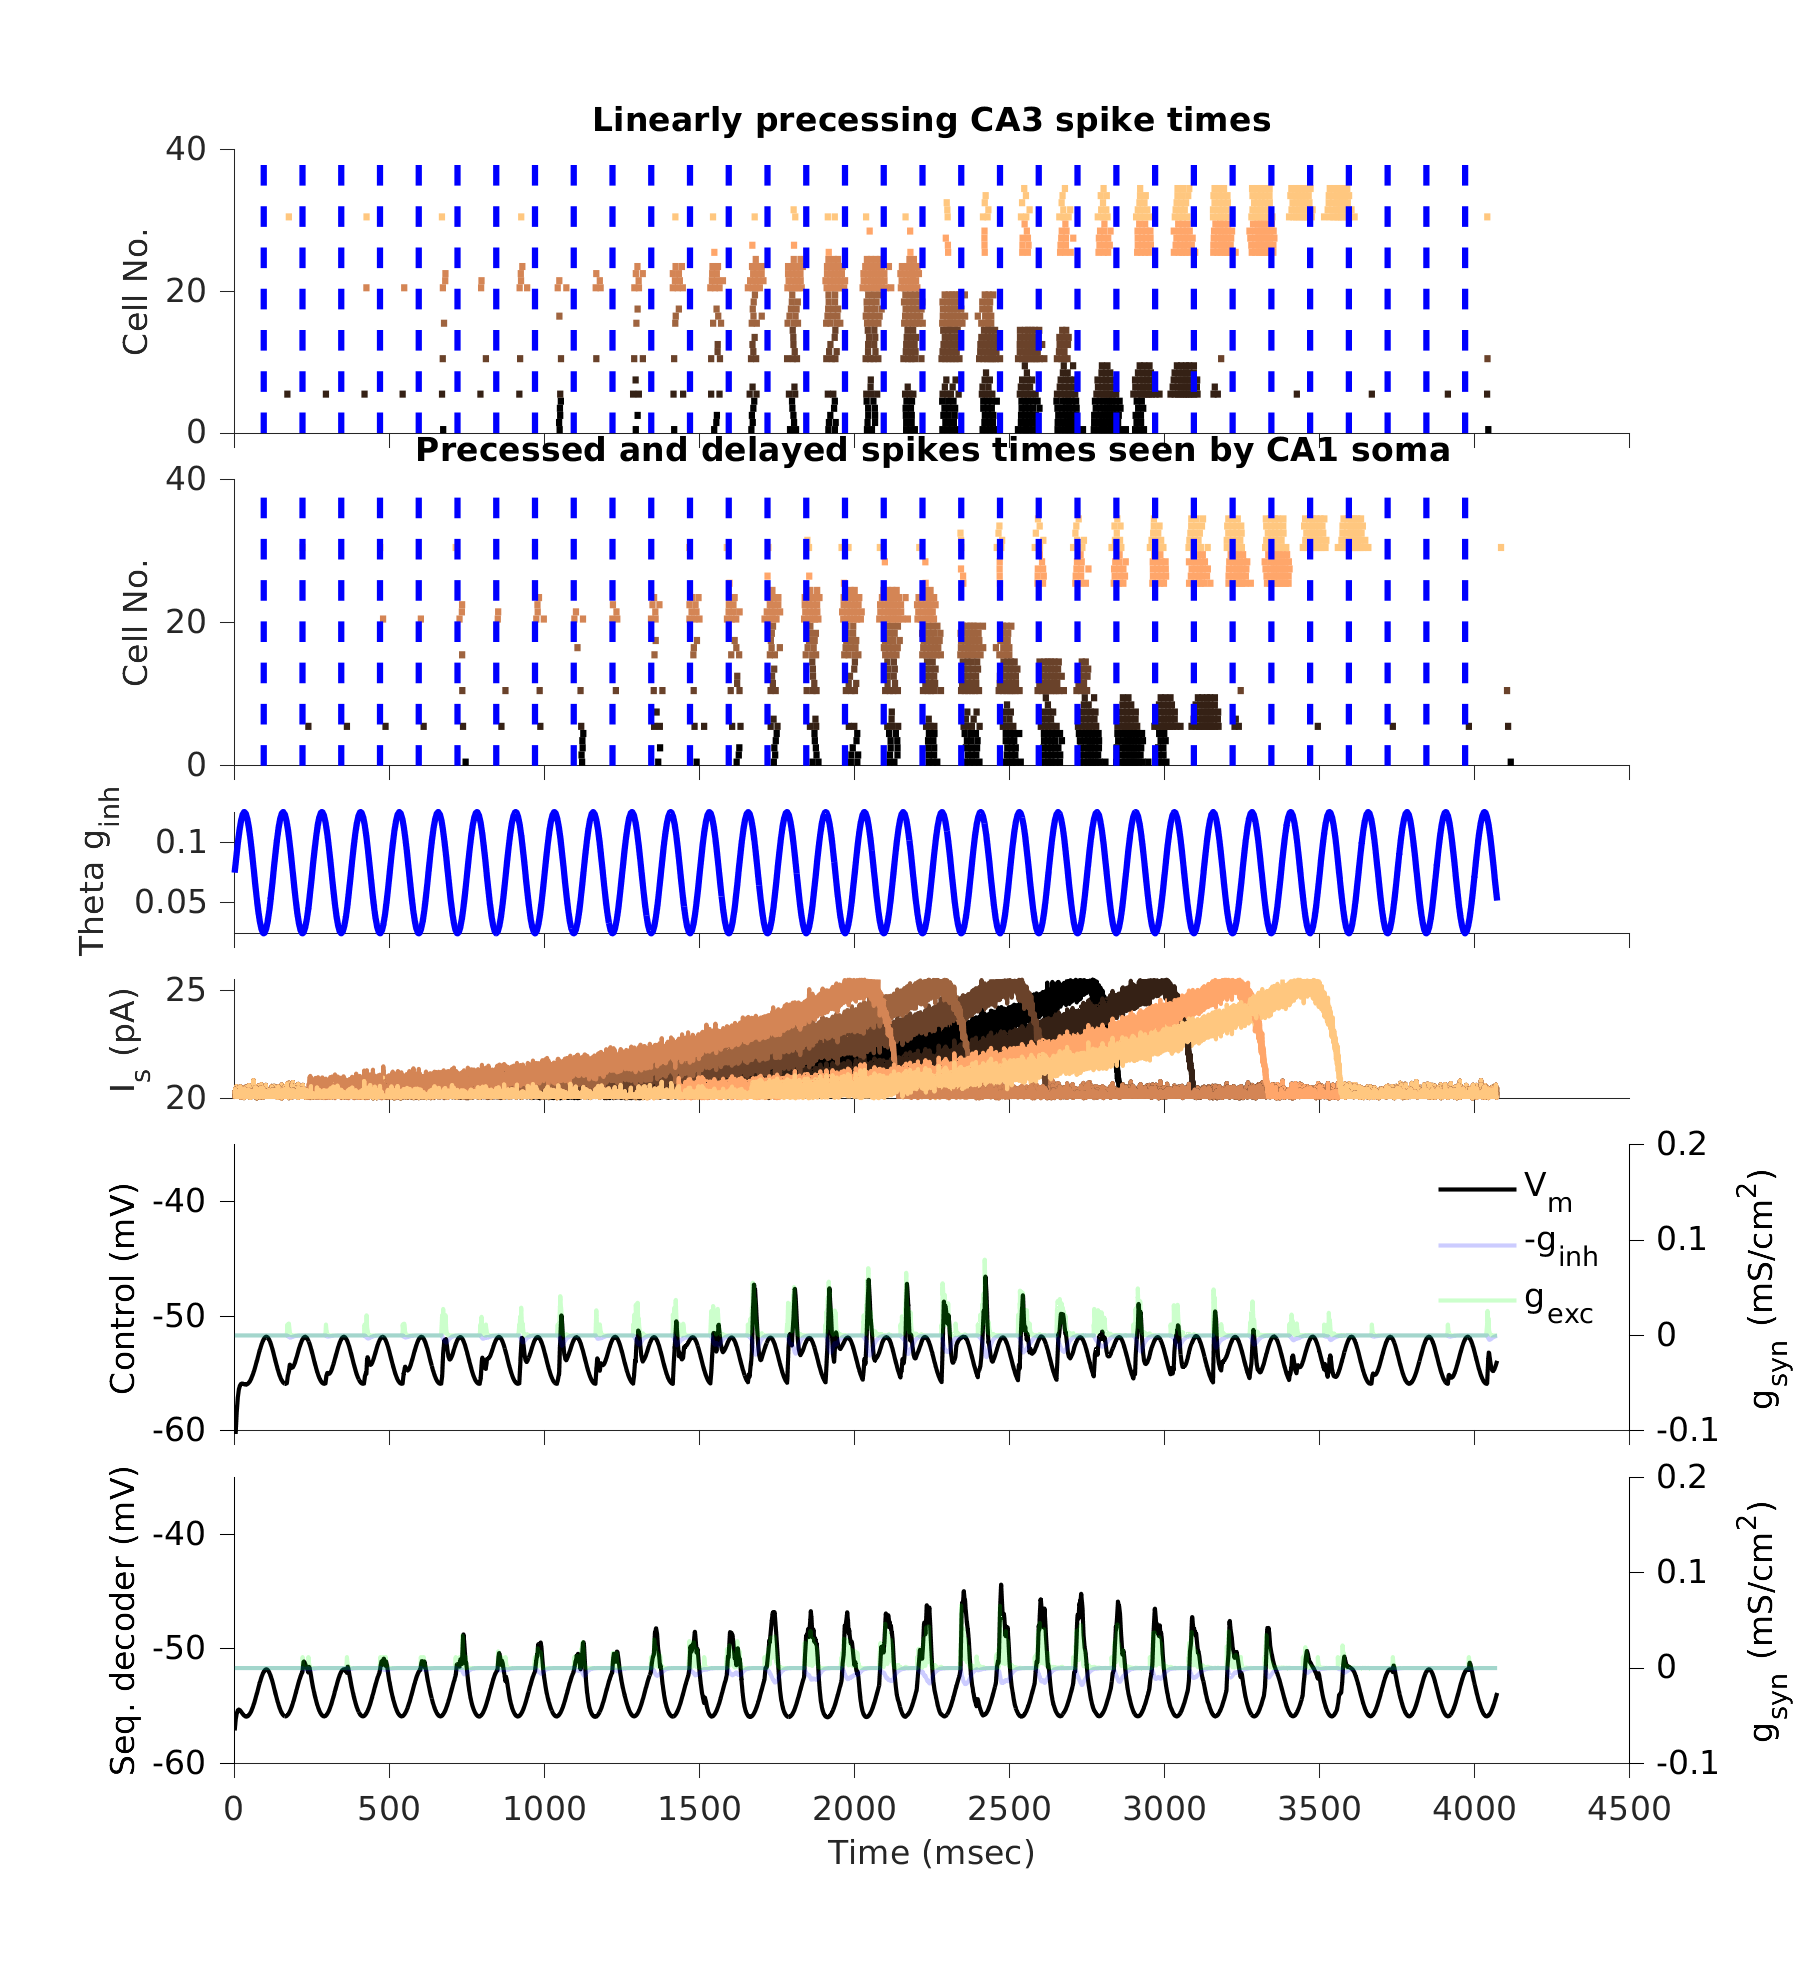 Linearly precessing CA3 spike times
40
20
0
Cell No.
Precessed and delayed spikes times seen by CA1 soma
40
20
0
Cell No.
0.1
0.05
Theta g_inh
25
20
I_s (pA)
-40
-50
-60
Control (mV)
V_m
-g_inh
g_exc
0.2
0.1
0
-0.1
g_syn (mS/cm^2)
-40
-50
-60
Seq. decoder (mV)
0.2
0.1
0
-0.1
g_syn (mS/cm^2)
0 500 1000 1500 2000 2500 3000 3500 4000 4500
Time (msec)